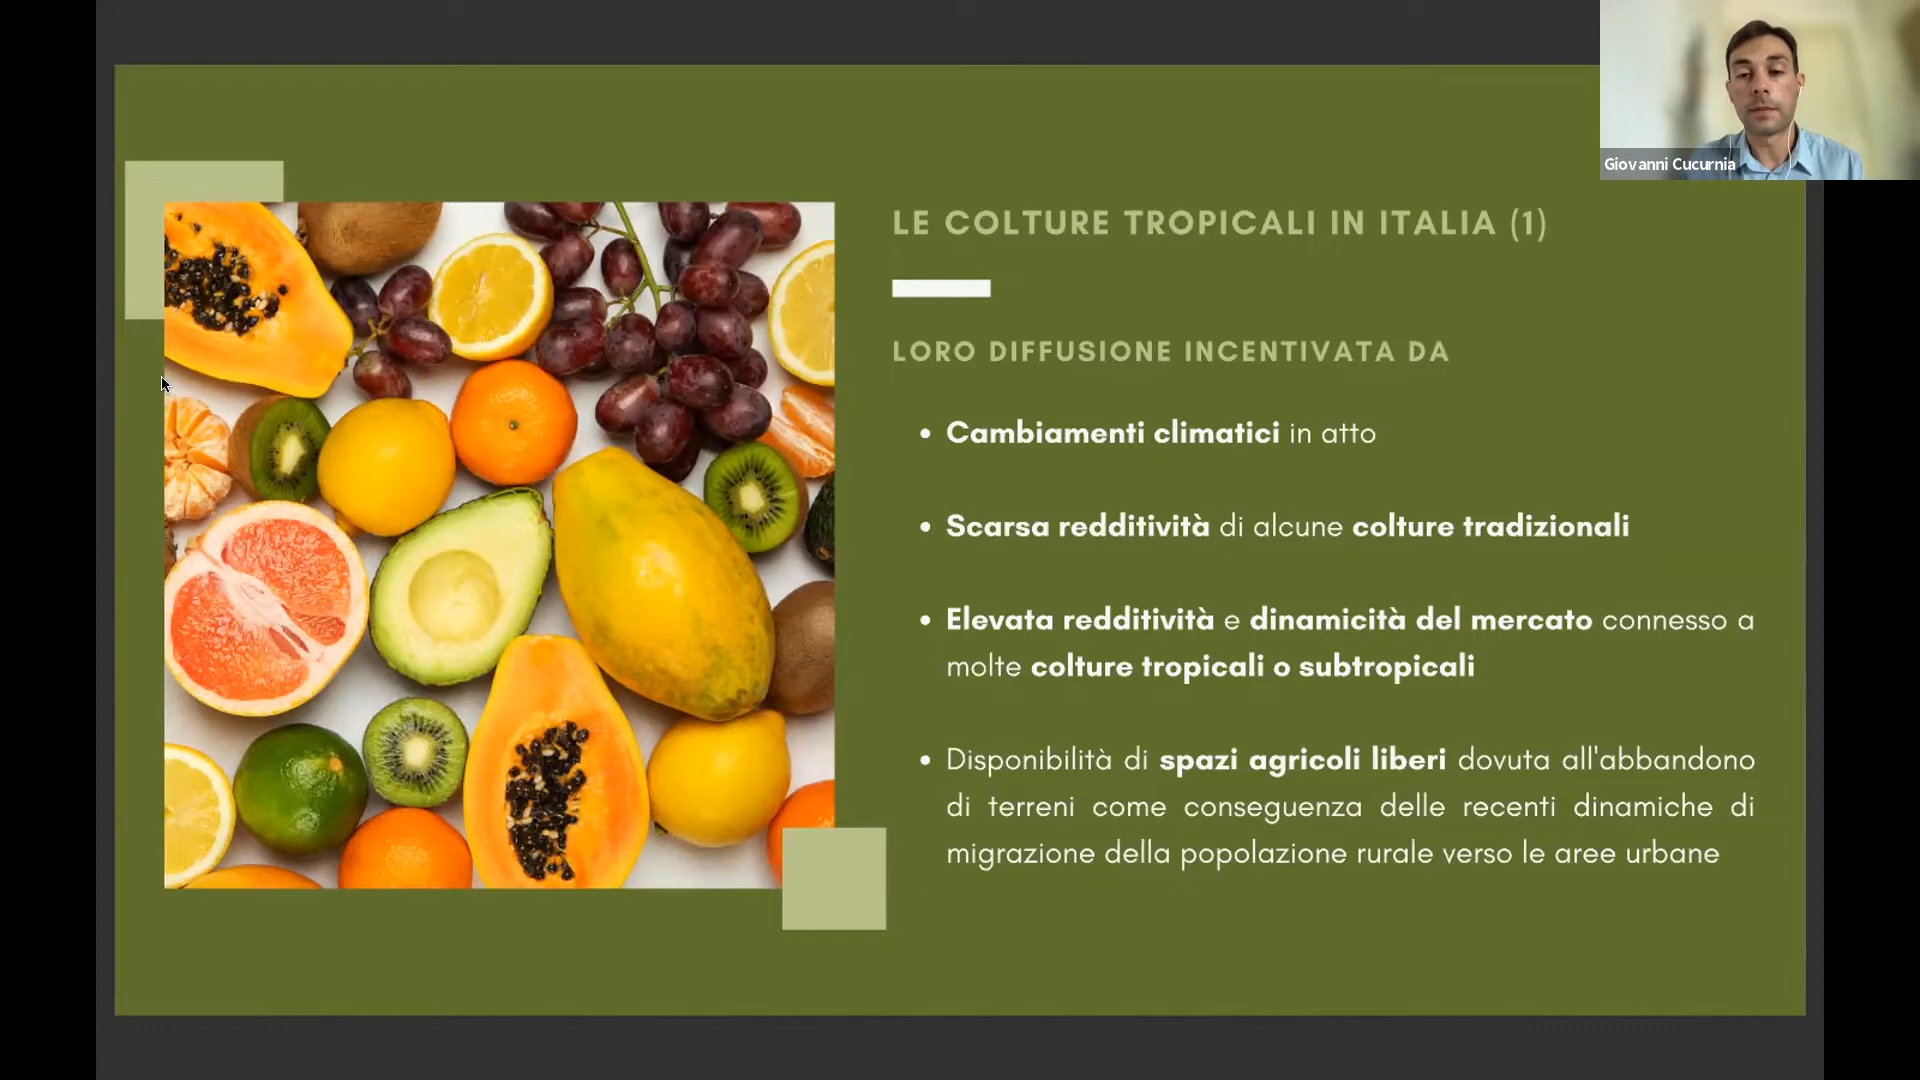 Giovanni Cucurnia
LE COLTURE TROPICALI IN ITALIA (1)
LORO DIFFUSIONE INCENTIVATA DA
• Cambiamenti climatici in atto
• Scarsa redditività di alcune colture tradizionali
• Elevata redditività e dinamicità del mercato connesso a
molte colture tropicali o subtropicali
• Disponibilità di spazi agricoli liberi dovuta all'abbandono
di terreni come conseguenza delle recenti dinamiche di
migrazione della popolazione rurale verso le aree urbane